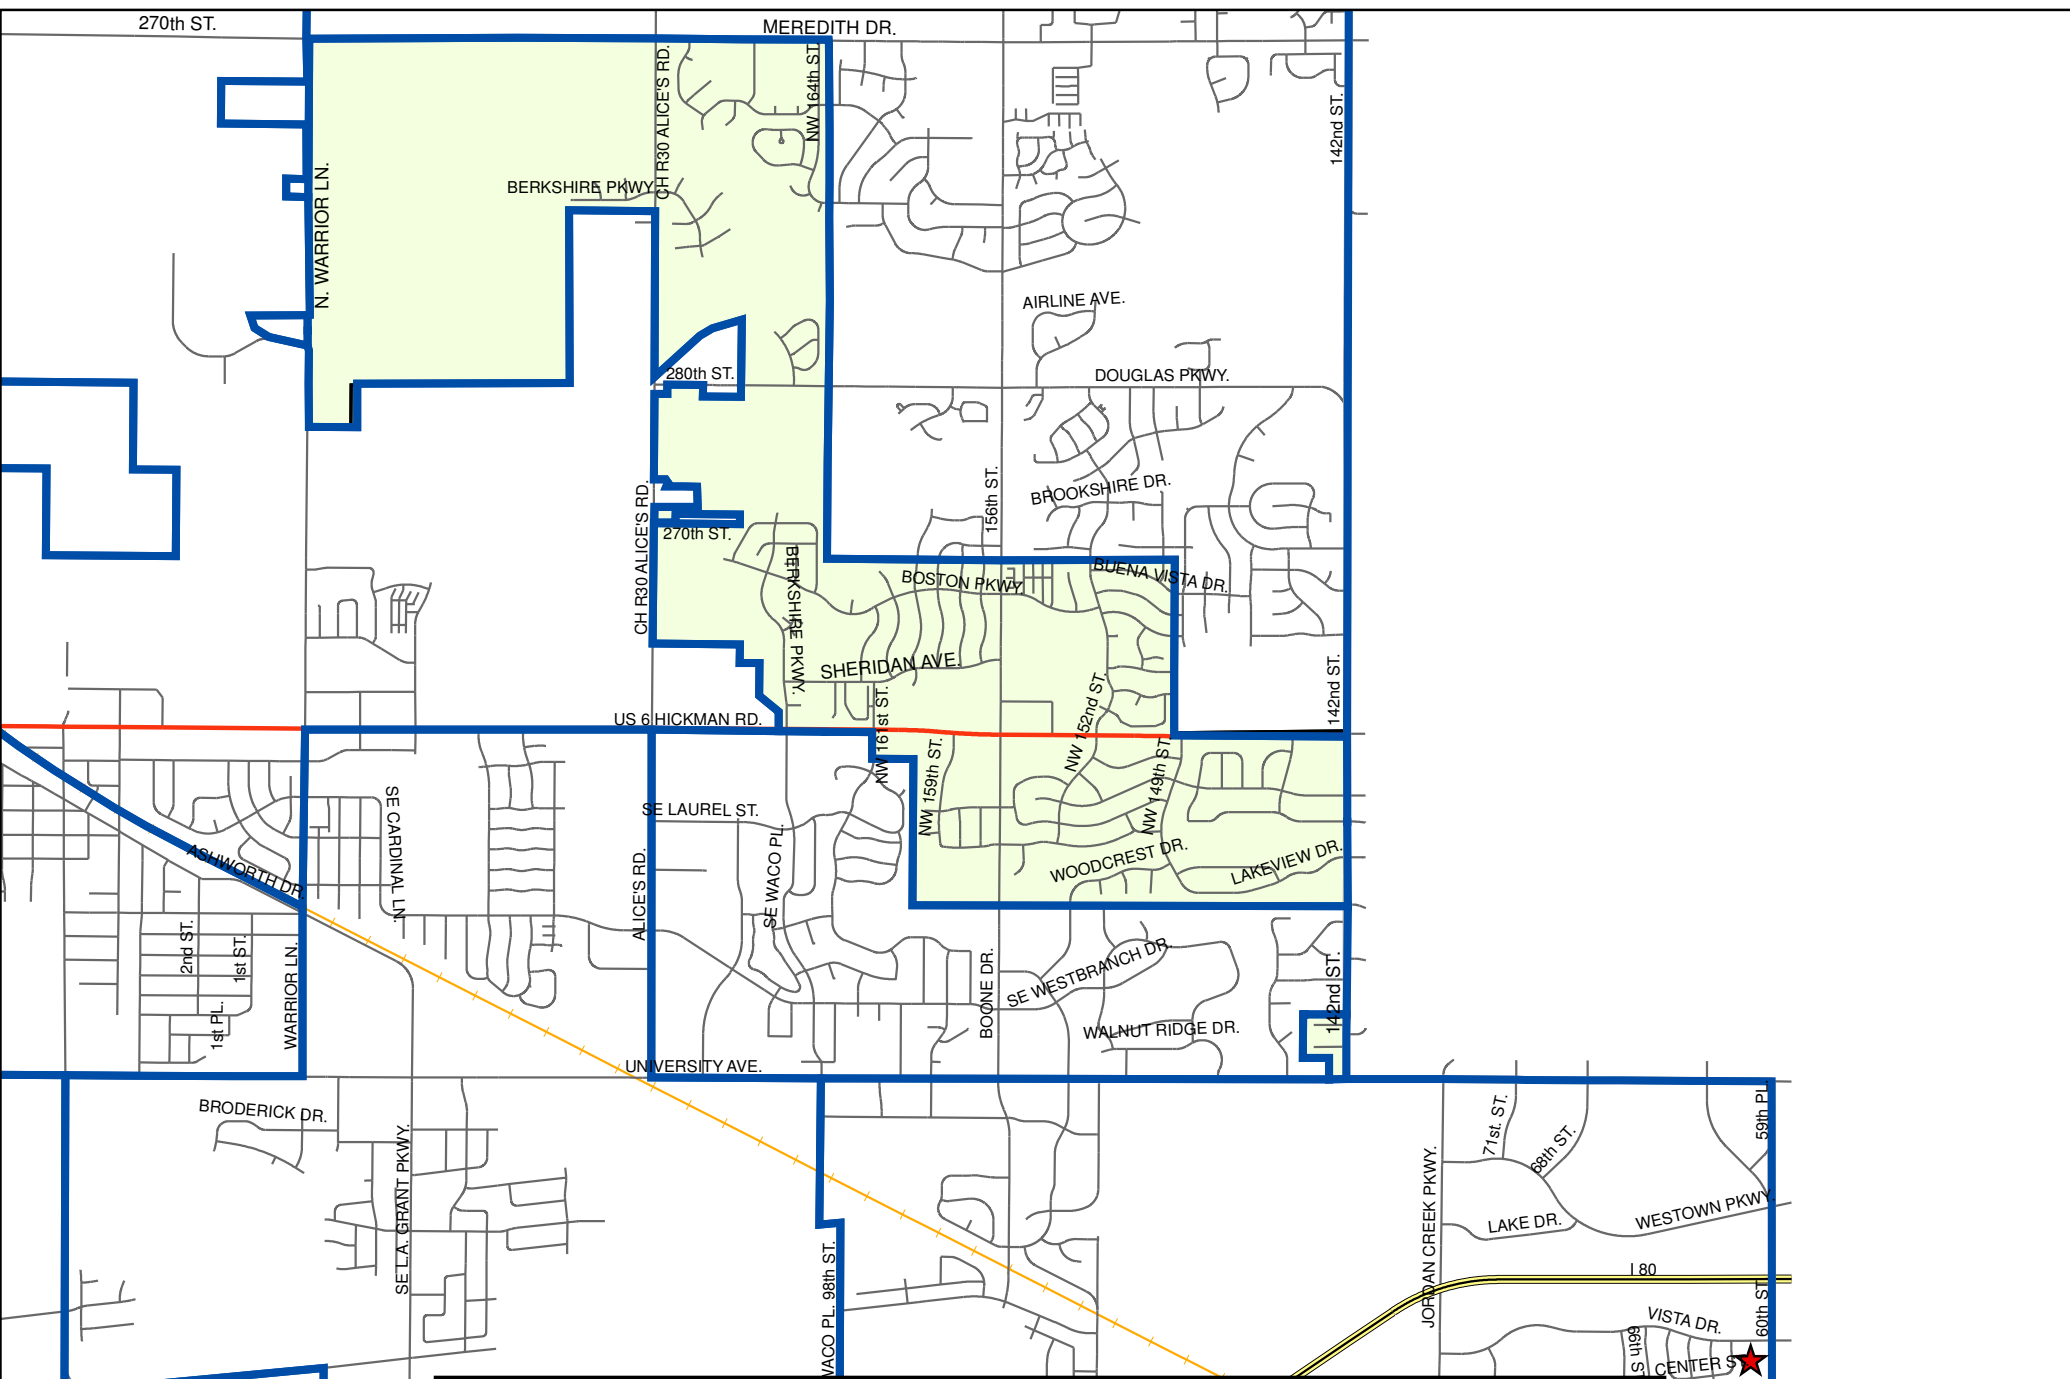 270th ST.
MEREDITH DR.
CH R30 ALICE'S RD.
NW 164th ST.
142nd ST.
BERKSHIRE PKWY.
N. WARRIOR LN.
AIRLINE AVE.
280th ST.
DOUGLAS PKWY.
BROOKSHIRE DR.
156th ST.
CH R30 ALICE'S RD.
270th ST.
BERKSHIRE PKWY.
BOSTON PKWY.
BUENA VISTA DR.
SHERIDAN AVE.
142nd ST.
NW 152nd ST.
NW 161st ST.
US 6 HICKMAN RD.
NW 159th ST.
NW 149th ST.
SE CARDINAL LN.
SE LAUREL ST.
SE WACO PL.
ASHWORTH DR.
WOODCREST DR.
LAKEVIEW DR.
ALICE'S RD.
2nd ST.
1st ST.
WARRIOR LN.
BOONE DR.
SE WESTBRANCH DR.
142nd ST.
1st PL.
WALNUT RIDGE DR.
UNIVERSITY AVE.
BRODERICK DR.
SE L.A. GRANT PKWY.
71st. ST.
68th ST.
59th PL.
JORDAN CREEK PKWY.
LAKE DR.
WESTOWN PKWY.
WACO PL. 98th ST.
I 80
60th ST.
VISTA DR.
66th S
CENTER S